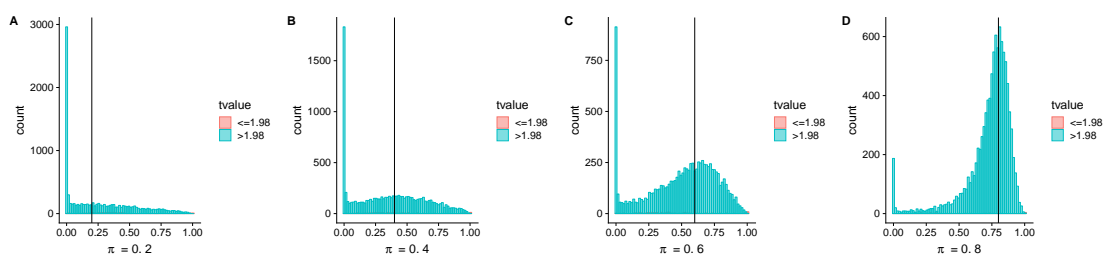 A
3000
2000
1000
0
count
0.00 0.25 0.50 0.75 1.00
π = 0. 2
tvalue
<=1.98
>1.98
B
1500
1000
500
0
count
0.00 0.25 0.50 0.75 1.00
π = 0. 4
tvalue
<=1.98
>1.98
C
750
500
250
0
count
0.00 0.25 0.50 0.75 1.00
π = 0. 6
tvalue
<=1.98
>1.98
D
600
400
200
0
count
0.00 0.25 0.50 0.75 1.00
π = 0. 8
tvalue
<=1.98
>1.98